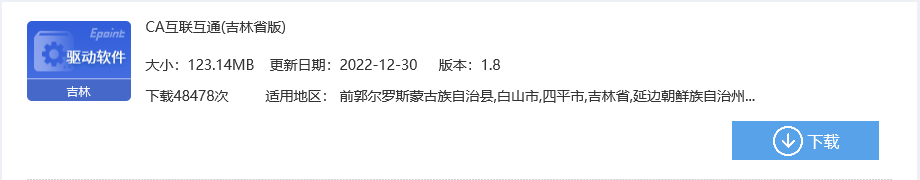 CA互联互通(吉林省版)
Epoint
驱动软件
吉林
大小：123.14MB 更新日期：2022-12-30 版本：1.8
下载48478次 适用地区： 前郭尔罗斯蒙古族自治县,白山市,四平市,吉林省,延边朝鲜族自治州...
下载